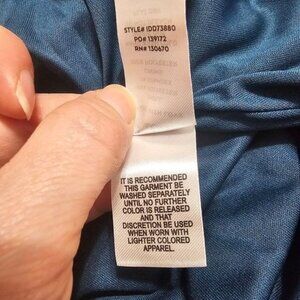 STYLE# IDD73880
PO# 139172
RN# 130670
IT IS RECOMMENDED
THIS GARMENT BE
WASHED SEPARATELY
UNTIL NO FURTHER
COLOR IS RELEASED
AND THAT
DISCRETION BE USED
WHEN WORN WITH
LIGHTER COLORED
APPAREL.